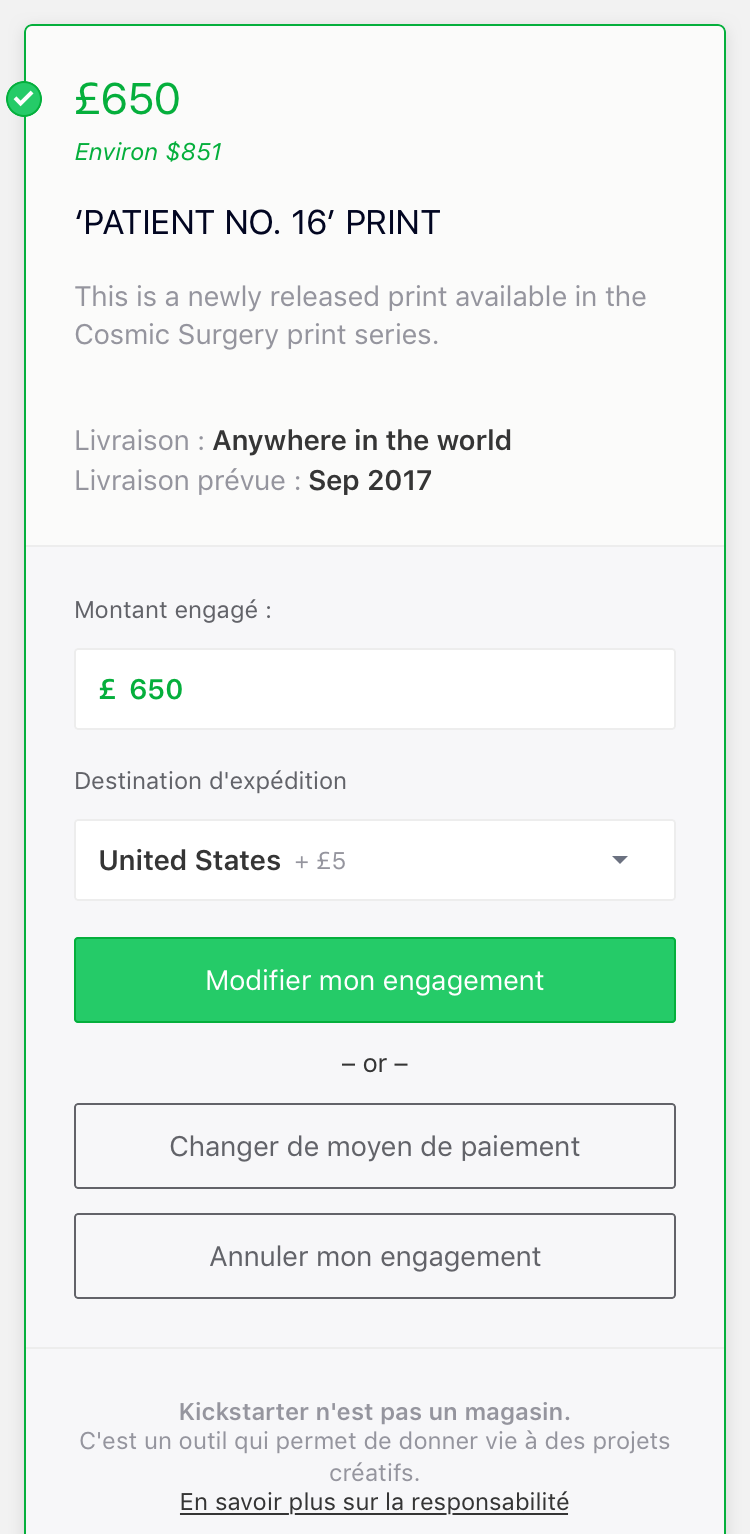 £650
Environ $851
‘PATIENT NO. 16’ PRINT
This is a newly released print available in the
Cosmic Surgery print series.
Livraison : Anywhere in the world
Livraison prévue : Sep 2017
Montant engagé :
£ 650
Destination d'expédition
United States + £5
Modifier mon engagement
– or –
Changer de moyen de paiement
Annuler mon engagement
Kickstarter n'est pas un magasin.
C'est un outil qui permet de donner vie à des projets
créatifs.
En savoir plus sur la responsabilité